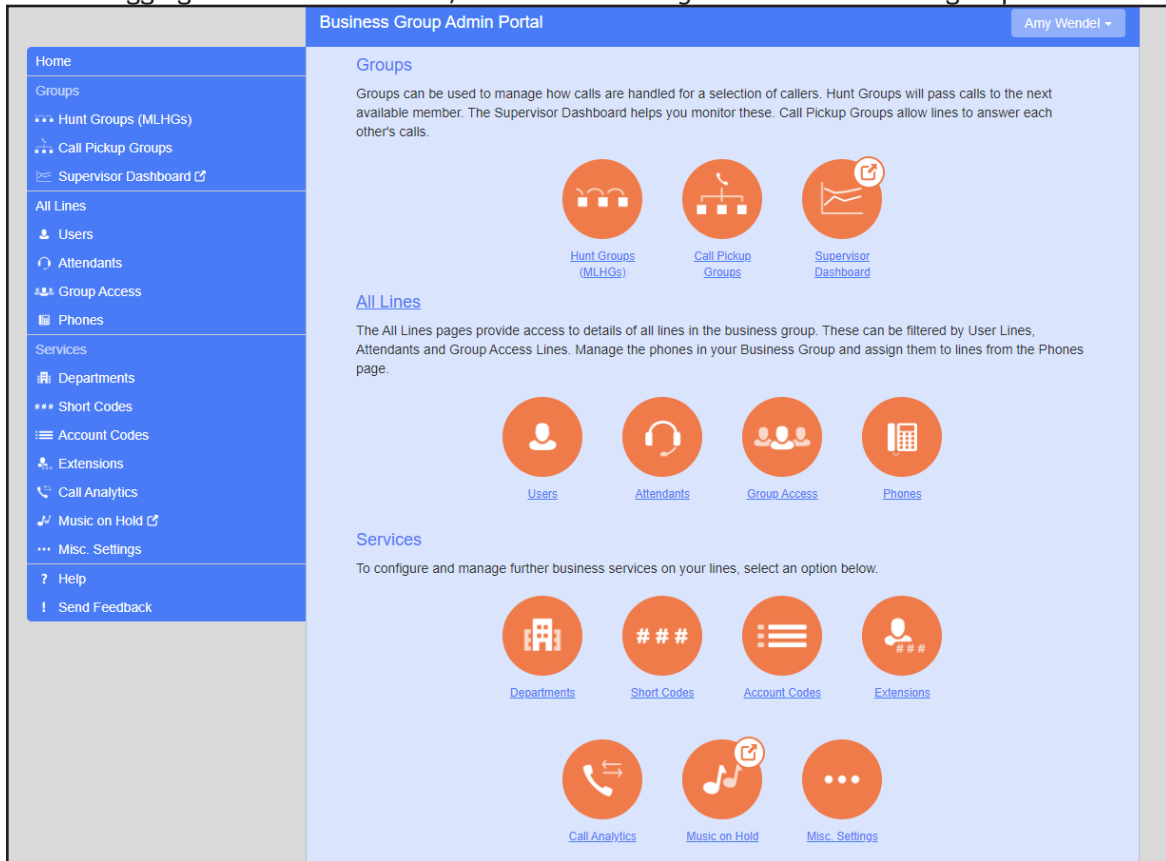 Business Group Admin Portal
Amy Wendel
Home
Groups
Hunt Groups (MLHGs)
Call Pickup Groups
Supervisor Dashboard
All Lines
Users
Attendants
Group Access
Phones
Services
Departments
### Short Codes
Account Codes
Extensions
Call Analytics
Music on Hold
Misc. Settings
? Help
! Send Feedback
Groups
Groups can be used to manage how calls are handled for a selection of callers. Hunt Groups will pass calls to the next
available member. The Supervisor Dashboard helps you monitor these. Call Pickup Groups allow lines to answer each
other's calls.
Hunt Groups
(MLHGs)
Call Pickup
Groups
Supervisor
Dashboard
All Lines
The All Lines pages provide access to details of all lines in the business group. These can be filtered by User Lines,
Attendants and Group Access Lines. Manage the phones in your Business Group and assign them to lines from the Phones
page.
Users
Attendants
Group Access
Phones
Services
To configure and manage further business services on your lines, select an option below.
###
###
Departments
Short Codes
Account Codes
Extensions
Call Analytics
Music on Hold
Misc. Settings